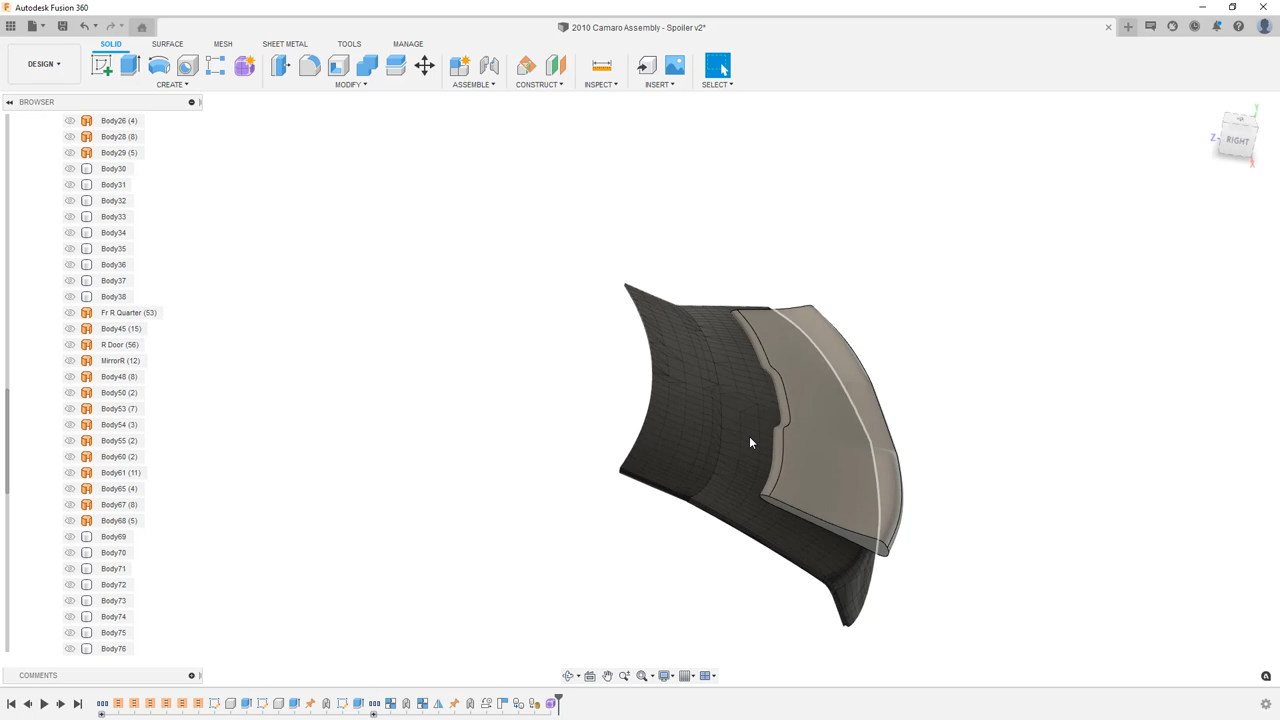 Autodesk Fusion 360
2010 Camaro Assembly - Spoiler v2*
DESIGN
SOLID SURFACE MESH SHEET METAL TOOLS MANAGE
CREATE MODIFY ASSEMBLE CONSTRUCT INSPECT INSERT SELECT
BROWSER
Body26 (4)
Body28 (8)
Body29 (5)
Body30
Body31
Body32
Body33
Body34
Body35
Body36
Body37
Body38
Fr R Quarter (53)
Body45 (15)
R Door (56)
MirrorR (12)
Body48 (8)
Body50 (2)
Body53 (7)
Body54 (3)
Body55 (2)
Body60 (2)
Body61 (11)
Body65 (4)
Body67 (8)
Body68 (5)
Body69
Body70
Body71
Body72
Body73
Body74
Body75
Body76
Y
Z
RIGHT
X
COMMENTS